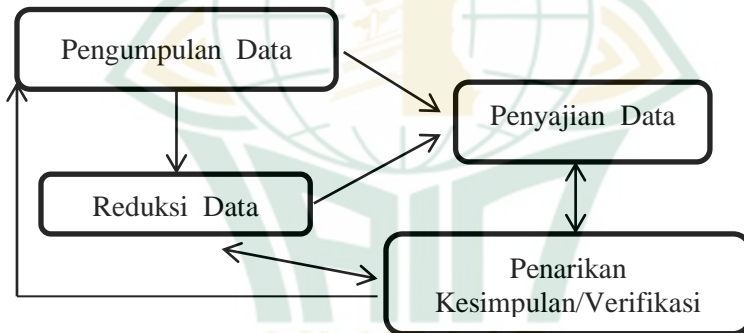 Pengumpulan Data
Penyajian Data
Reduksi Data
Penarikan
Kesimpulan/Verifikasi